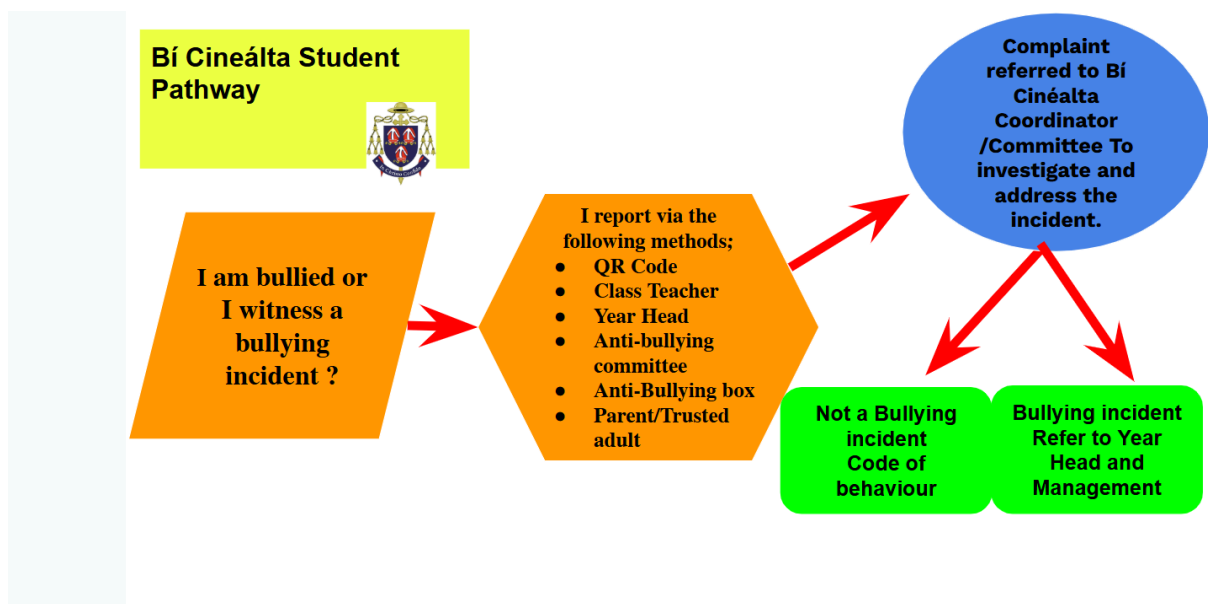 Bí Cineálta Student
Pathway
I am bullied or
I witness a
bullying
incident ?
I report via the
following methods;
● QR Code
● Class Teacher
● Year Head
● Anti-bullying
committee
● Anti-Bullying box
● Parent/Trusted
adult
Complaint
referred to Bí
Cinéalta
Coordinator
/Committee To
investigate and
address the
incident.
Not a Bullying
incident
Code of
behaviour
Bullying incident
Refer to Year
Head and
Management